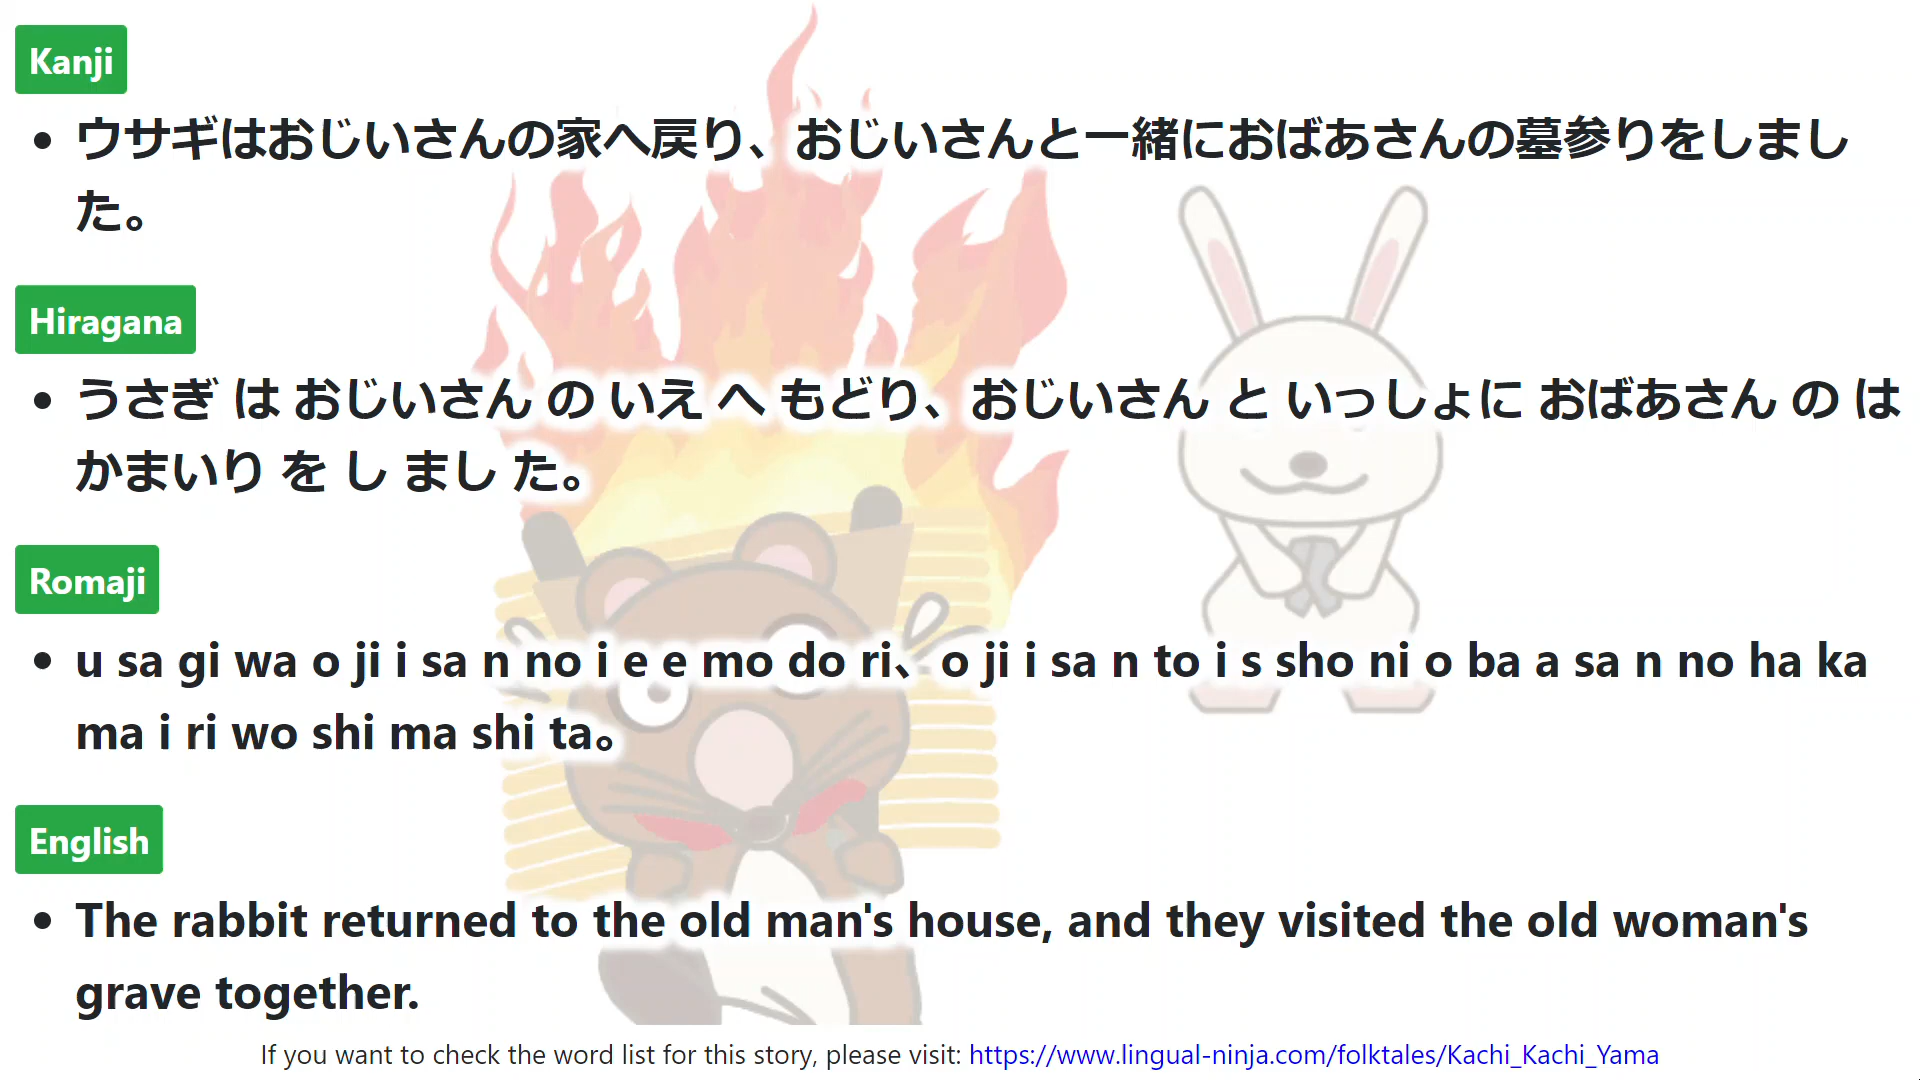 Kanji
• ウサギはおじいさんの家へ戻り、おじいさんと一緒におばあさんの墓参りをしまし
た。
Hiragana
• うさぎ は おじいさん の いえ へ もどり、おじいさん と いっしょに おばあさん の は
かまいり を し まし た。
Romaji
• u sa gi wa o ji i sa n no i e e mo do ri、o ji i sa n to i s sho ni o ba a sa n no ha ka
ma i ri wo shi ma shi ta。
English
• The rabbit returned to the old man's house, and they visited the old woman's
grave together.
If you want to check the word list for this story, please visit: https://www.lingual-ninja.com/folktales/Kachi_Kachi_Yama